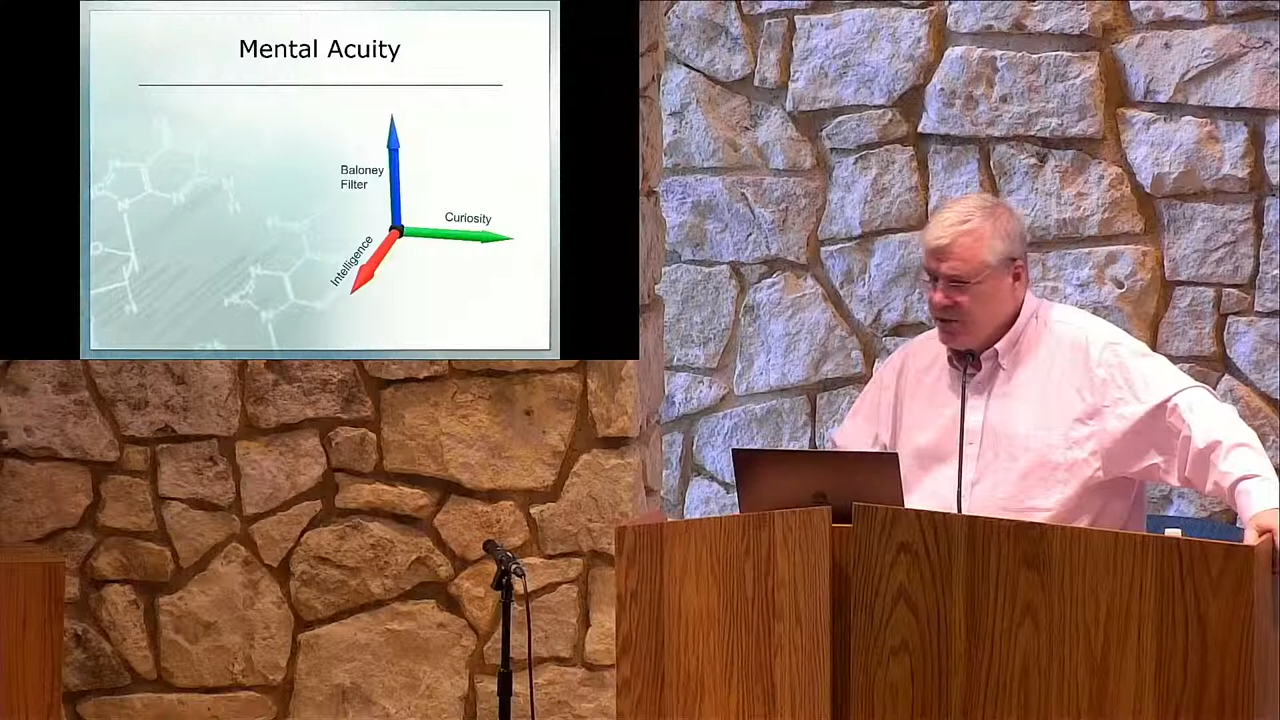 Mental Acuity
Baloney
Filter
Curiosity
Intelligence